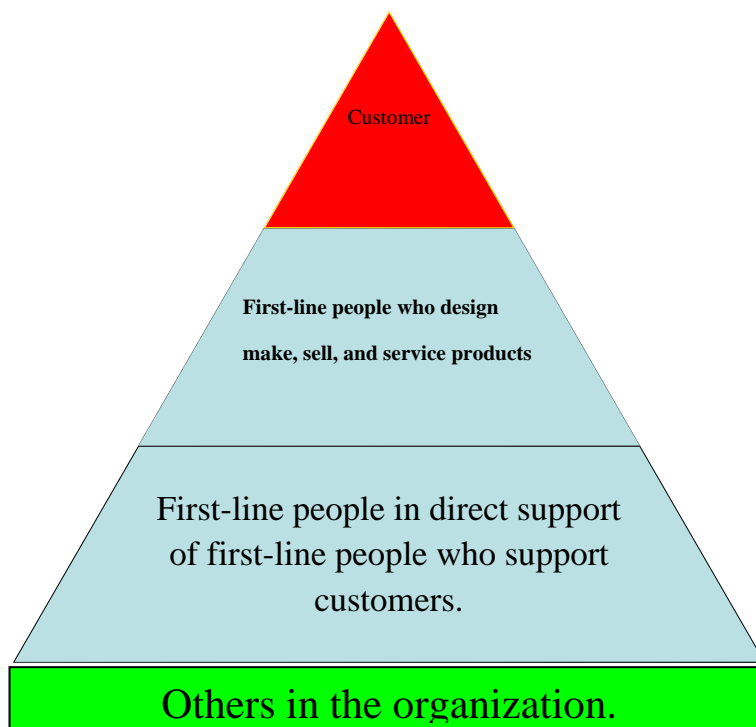 Customer
First-line people who design
make, sell, and service products
First-line people in direct support
of first-line people who support
customers.
Others in the organization.